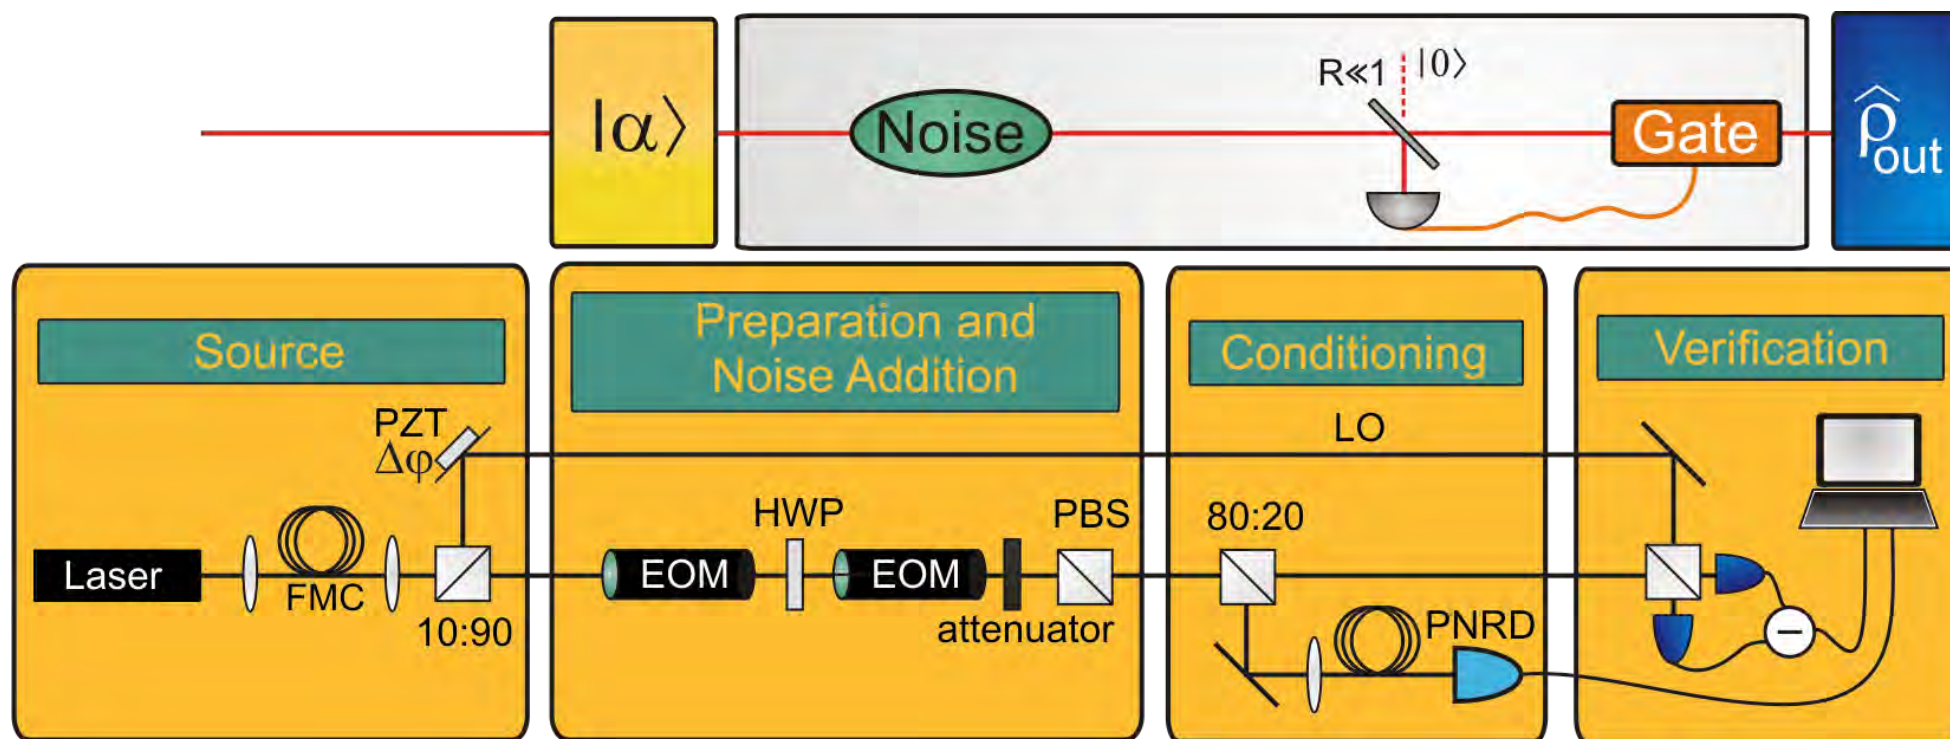 |α⟩
Noise
R≪1
|0⟩
Gate
ρ̂out
Source
Preparation and
Noise Addition
Conditioning
Verification
PZT
Δφ
LO
HWP
PBS
80:20
Laser
FMC
EOM
EOM
10:90
attenuator
PNRD
−